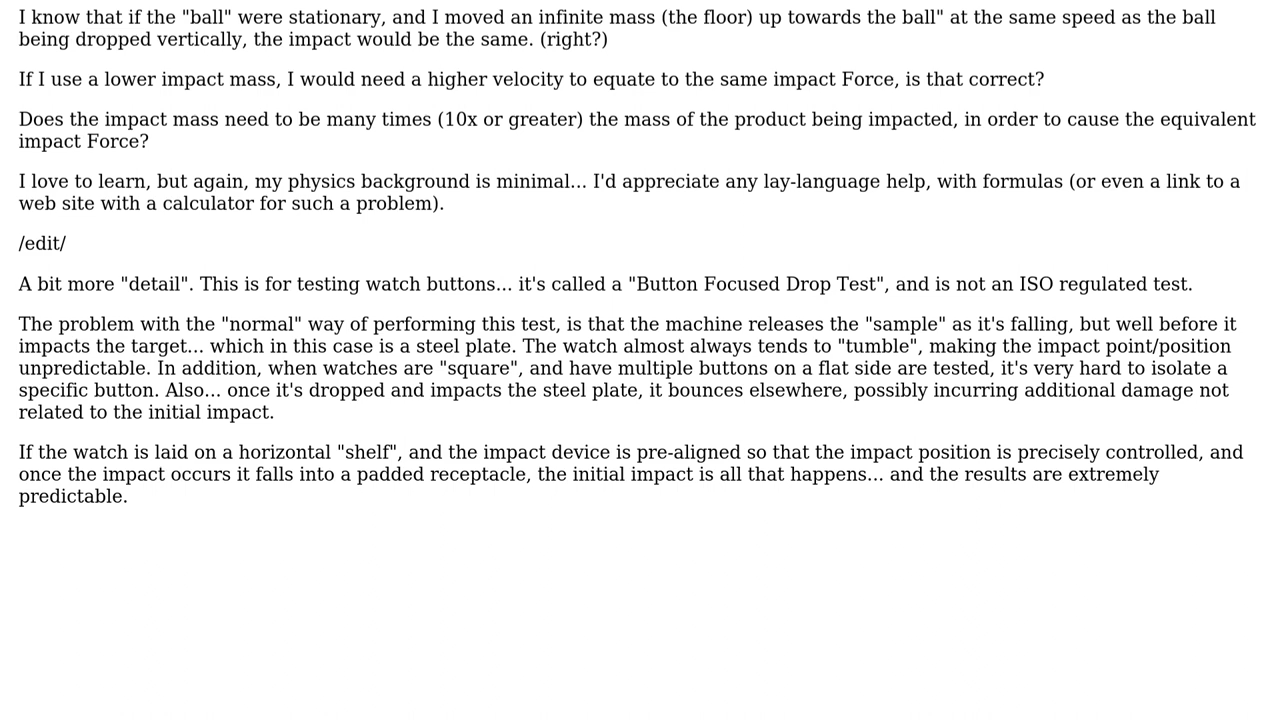 I know that if the "ball" were stationary, and I moved an infinite mass (the floor) up towards the ball" at the same speed as the ball
being dropped vertically, the impact would be the same. (right?)
If I use a lower impact mass, I would need a higher velocity to equate to the same impact Force, is that correct?
Does the impact mass need to be many times (10x or greater) the mass of the product being impacted, in order to cause the equivalent
impact Force?
I love to learn, but again, my physics background is minimal... I'd appreciate any lay-language help, with formulas (or even a link to a
web site with a calculator for such a problem).
/edit/
A bit more "detail". This is for testing watch buttons... it's called a "Button Focused Drop Test", and is not an ISO regulated test.
The problem with the "normal" way of performing this test, is that the machine releases the "sample" as it's falling, but well before it
impacts the target... which in this case is a steel plate. The watch almost always tends to "tumble", making the impact point/position
unpredictable. In addition, when watches are "square", and have multiple buttons on a flat side are tested, it's very hard to isolate a
specific button. Also... once it's dropped and impacts the steel plate, it bounces elsewhere, possibly incurring additional damage not
related to the initial impact.
If the watch is laid on a horizontal "shelf", and the impact device is pre-aligned so that the impact position is precisely controlled, and
once the impact occurs it falls into a padded receptacle, the initial impact is all that happens... and the results are extremely
predictable.